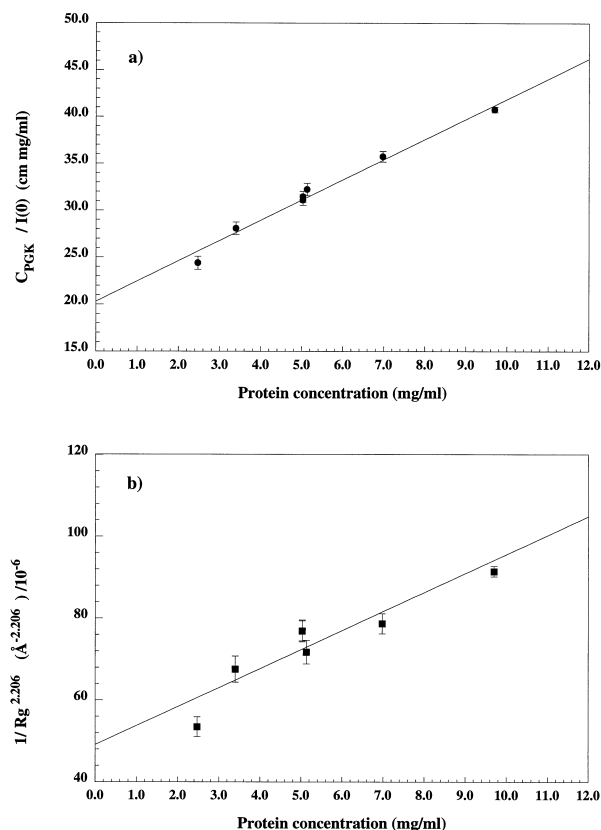 50.0
a)
45.0
40.0
35.0
30.0
25.0
20.0
15.0
C_PGK / I(0) (cm mg/ml)
0.0 1.0 2.0 3.0 4.0 5.0 6.0 7.0 8.0 9.0 10.0 11.0 12.0
Protein concentration (mg/ml)
120
b)
100
80
60
40
1/ Rg^2.206 (Å^-2.206) /10^-6
0.0 1.0 2.0 3.0 4.0 5.0 6.0 7.0 8.0 9.0 10.0 11.0 12.0
Protein concentration (mg/ml)